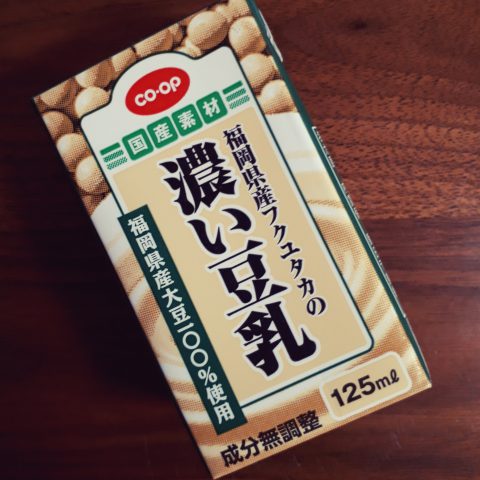 CO-OP
国産素材
福岡県産フクユタカの
濃い豆乳
福岡県産大豆一〇〇%使用
125mℓ
成分無調整